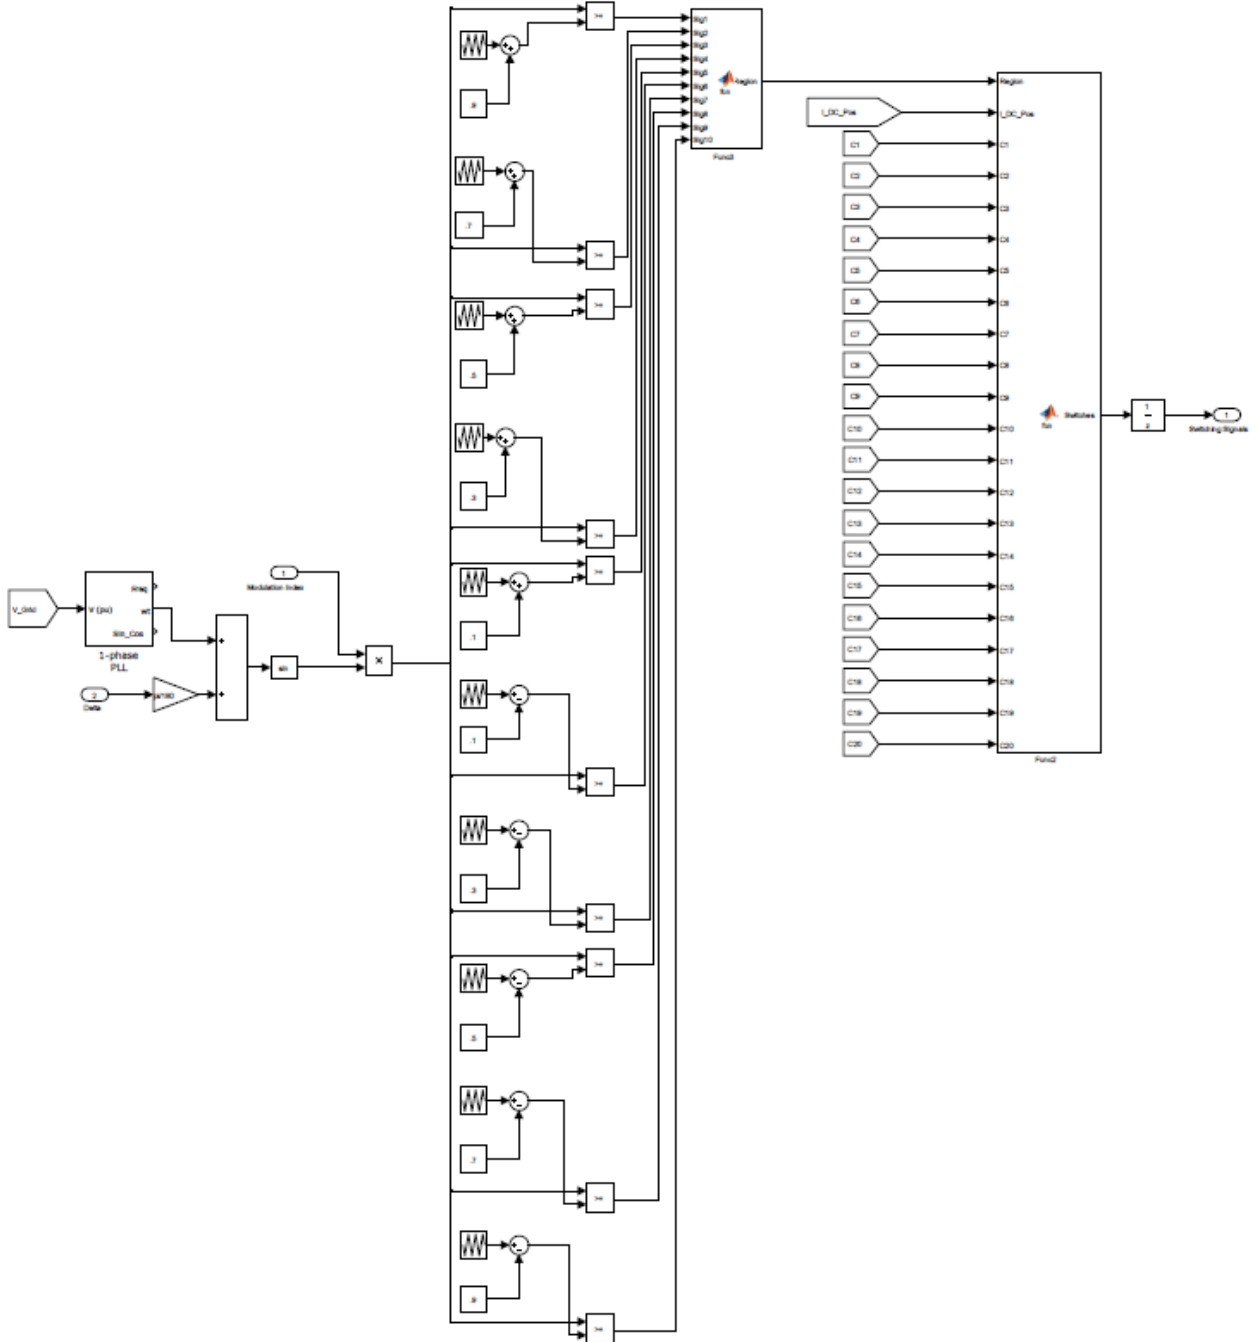 >=
Sig1
Sig2
Sig3
Sig4
Sig5
Sig6
Sig7
Sig8
Sig9
Sig10
Region
fcn
Func3
.9
.7
>=
>=
.5
.3
>=
>=
.1
.1
>=
.3
>=
>=
.5
.7
>=
.9
>=
V_Grid
V (pu)
Freq
wt
Sin_Cos
1-phase
PLL
2
Delta
pi/180
sin
1
Modulation Index
×
I_DC_Pos
C1
C2
C3
C4
C5
C6
C7
C8
C9
C10
C11
C12
C13
C14
C15
C16
C17
C18
C19
C20
Region
I_DC_Pos
C1
C2
C3
C4
C5
C6
C7
C8
C9
C10
C11
C12
C13
C14
C15
C16
C17
C18
C19
C20
fcn
Switches
Func2
1
z
1
Switching Signals